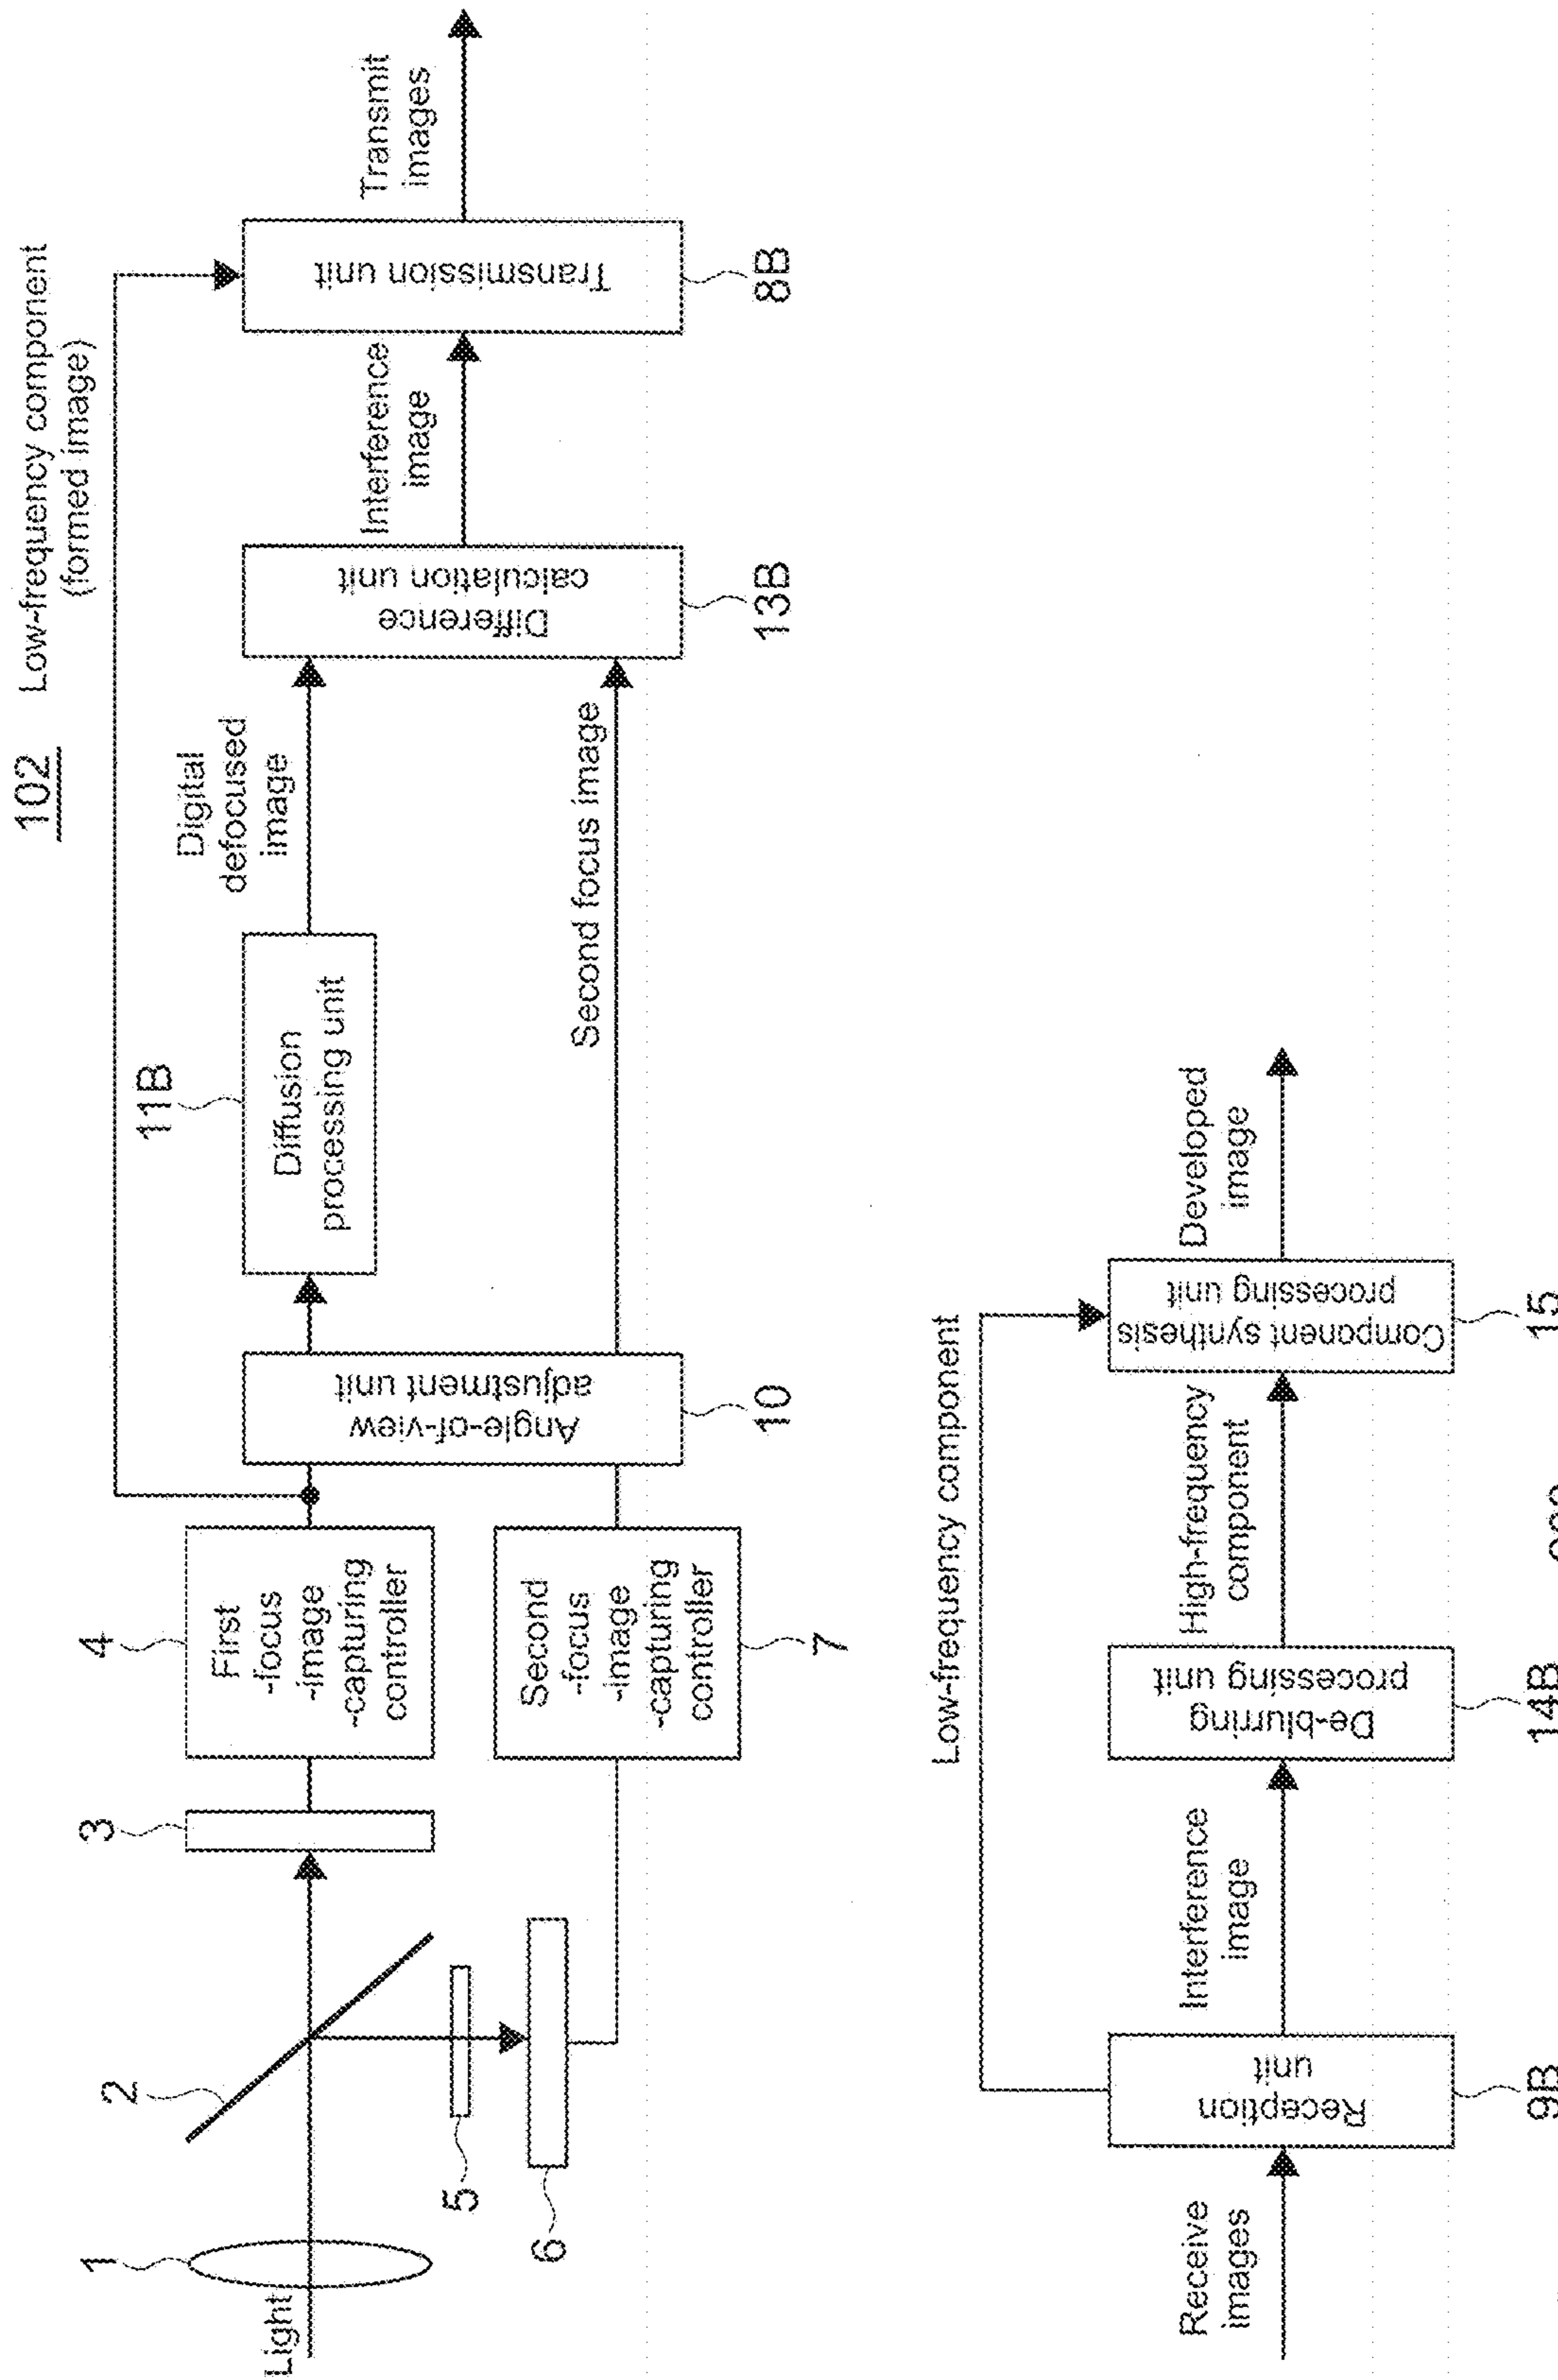 102
Low-frequency component
(formed image)
Light
1
2
3
4
First
-focus
-image
-capturing
controller
5
6
Second
-focus
-image
-capturing
controller
7
Angle-of-view
adjustment unit
10
11B
Diffusion
processing unit
Digital
defocused
image
Second focus image
Difference
calculation unit
13B
Interference
image
Transmission unit
8B
Transmit
images
Receive
images
Reception
unit
9B
Interference
image
De-blurring
processing unit
14B
Low-frequency component
High-frequency
component
Component synthesis
processing unit
15
Developed
image